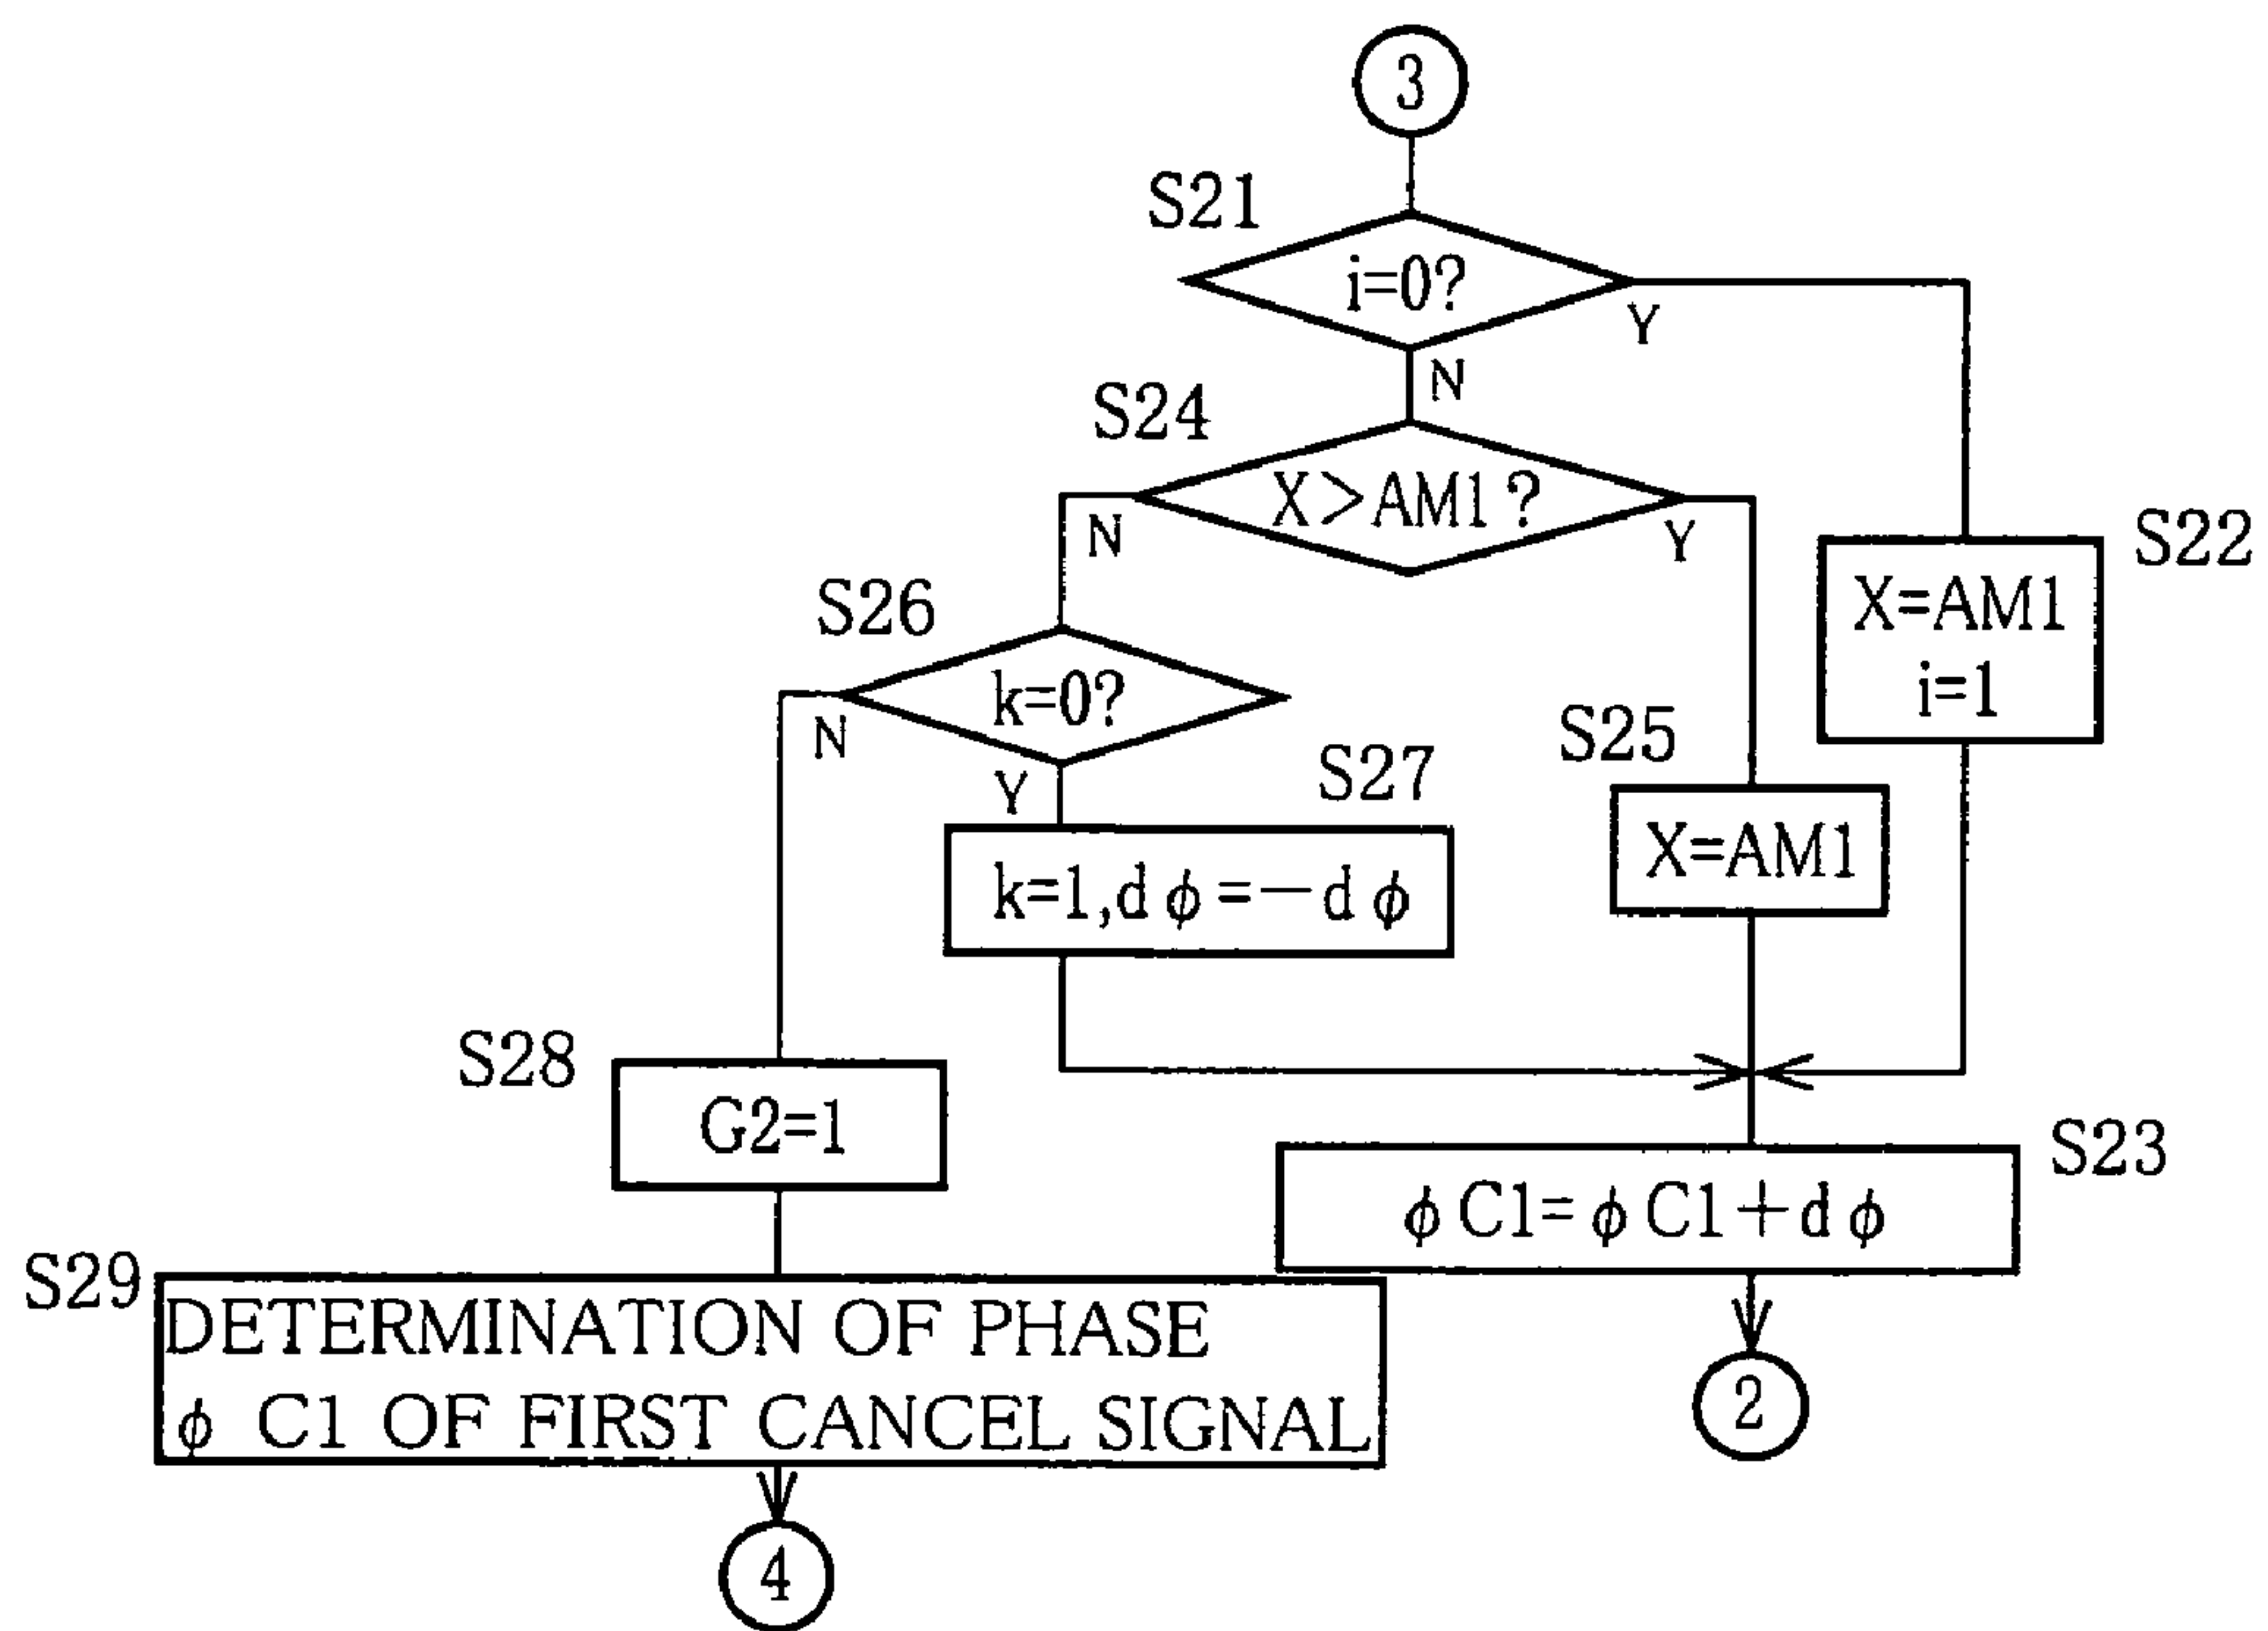 3
S21
i=0?
Y
N
S24
X>AM1?
N
Y
S22
X=AM1
i=1
S26
k=0?
N
Y
S25
X=AM1
S27
k=1,dφ=−dφ
S28
G2=1
S23
φC1=φC1+dφ
S29
DETERMINATION OF PHASE
φ C1 OF FIRST CANCEL SIGNAL
2
4